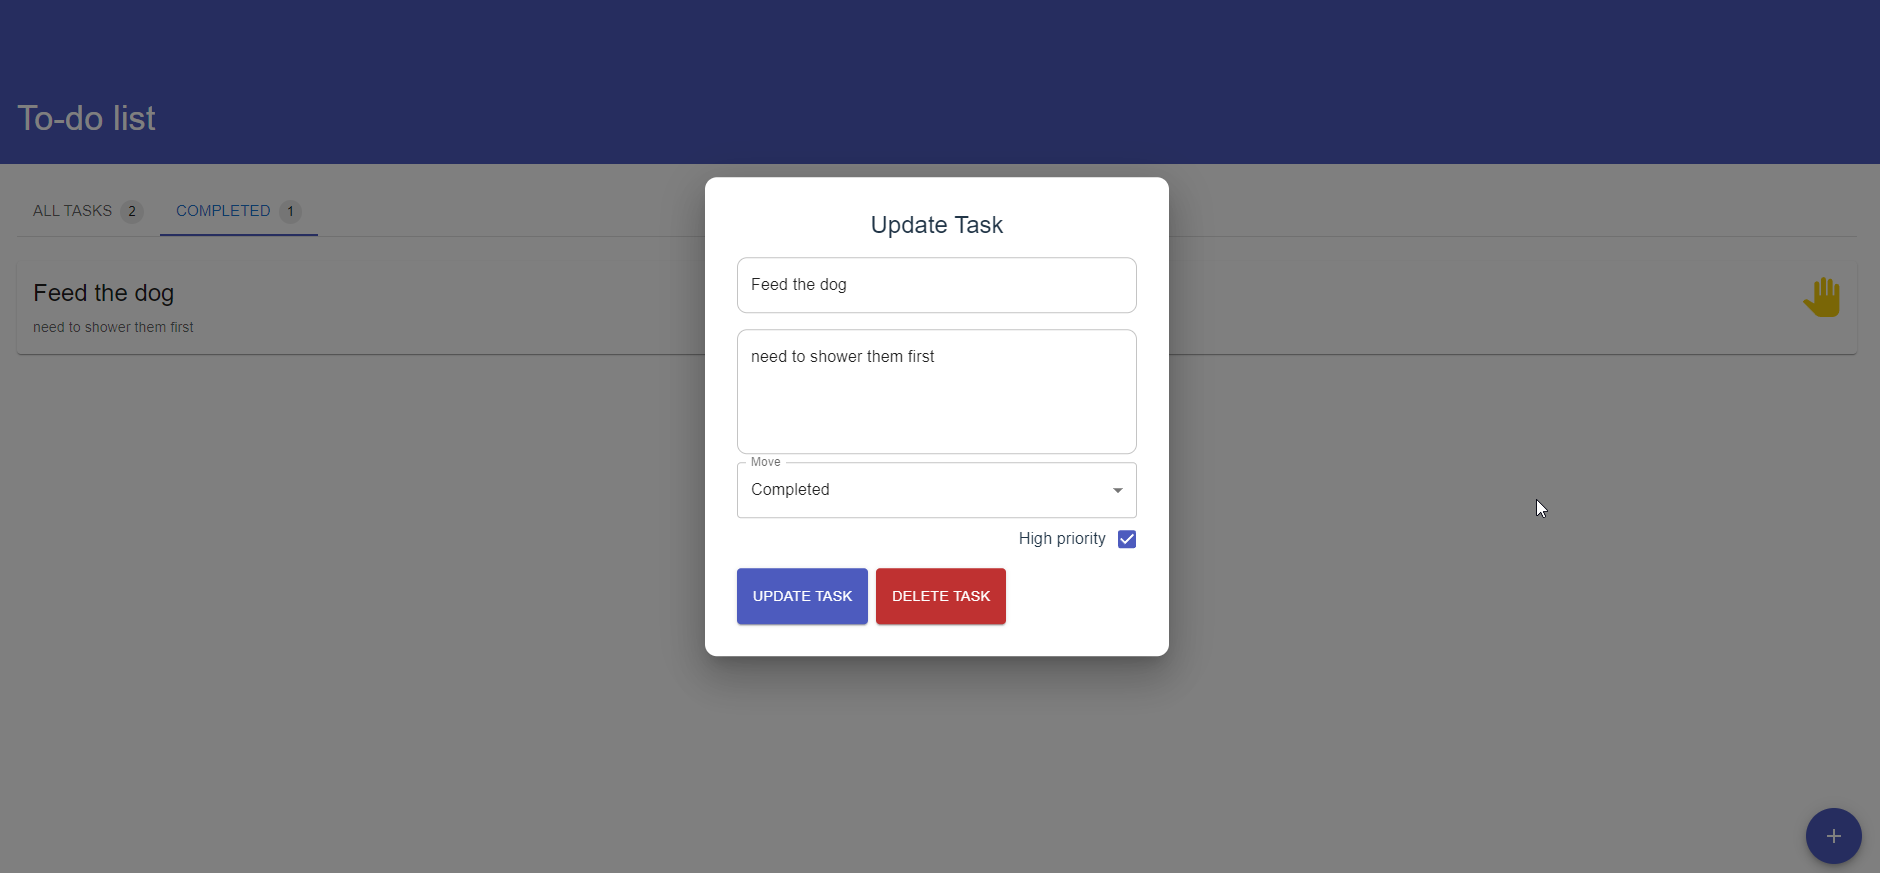 To-do list
ALL TASKS 2 COMPLETED 1
Feed the dog
need to shower them first
Update Task
Feed the dog
need to shower them first
Move
Completed
High priority
UPDATE TASK DELETE TASK
+